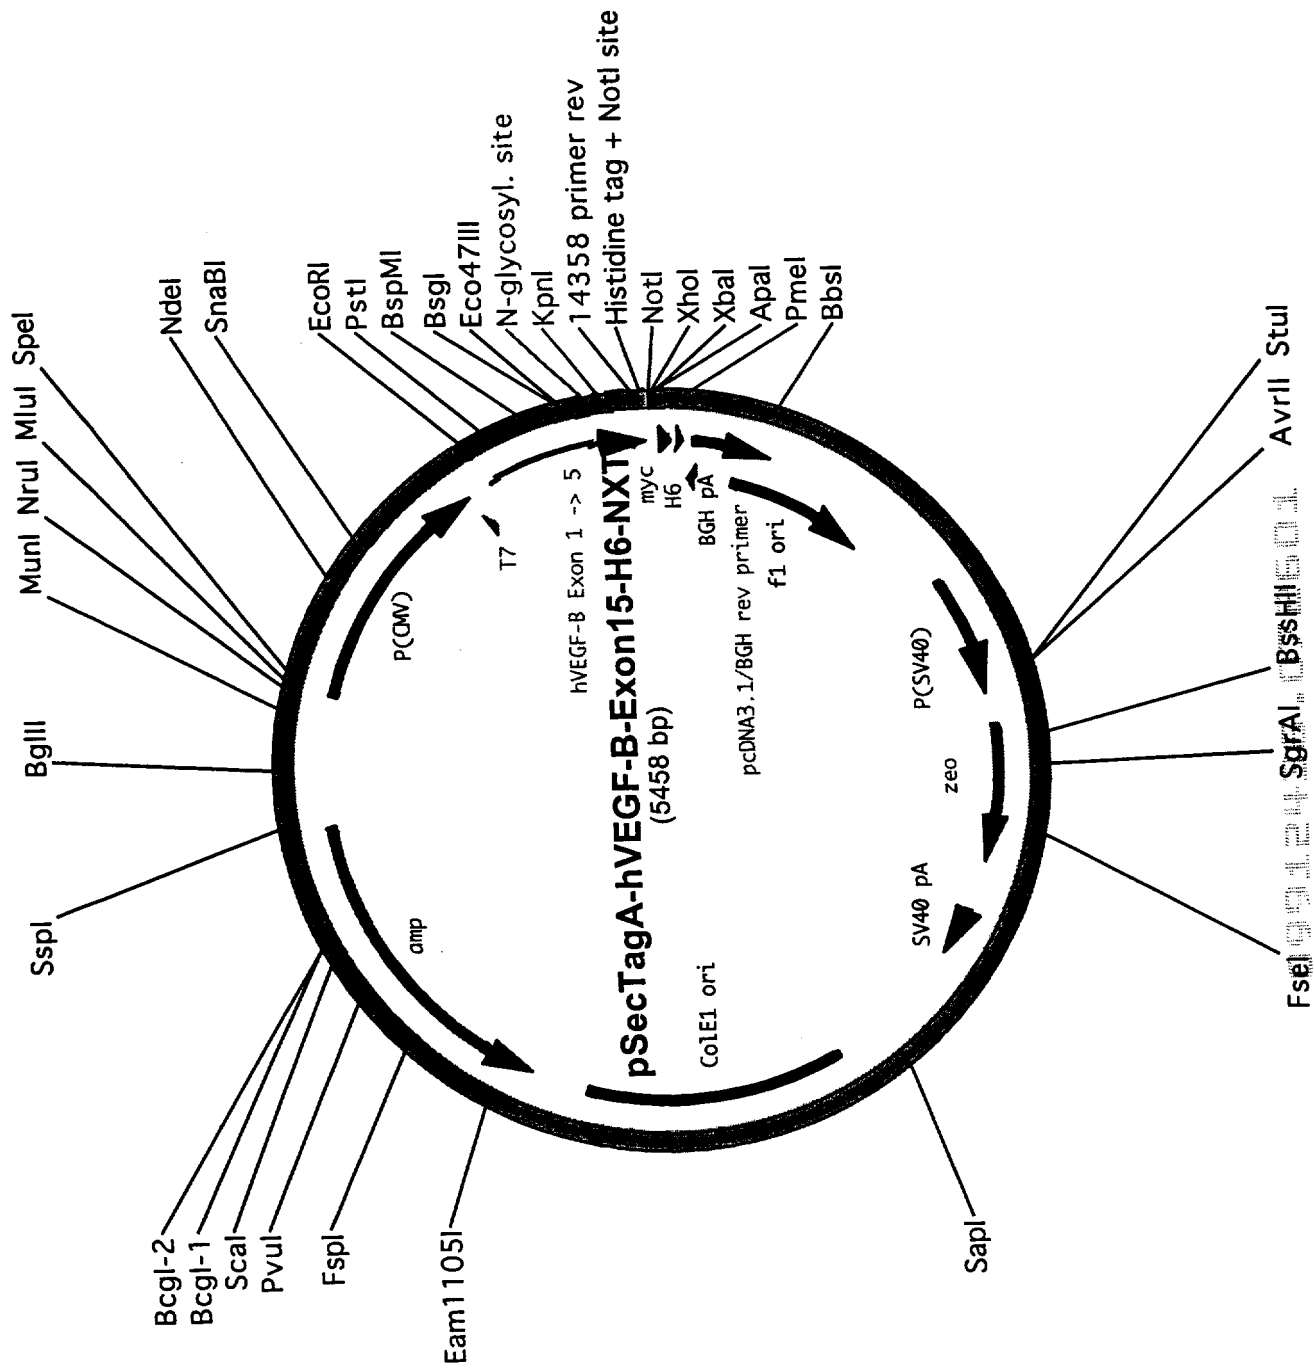 pSecTagA-hVEGF-B-Exon15-H6-NXT
(5458 bp)
BglII
MunI
NruI
MluI
SpeI
NdeI
SnaBI
EcoRI
PstI
BspMI
BsgI
Eco47III
N-glycosyl. site
KpnI
14358 primer rev
Histidine tag + NotI site
NotI
XhoI
XbaI
ApaI
PmeI
BbsI
StuI
AvrII
BssHII
SgrAI
FseI
SapI
Eam1105I
FspI
PvuI
ScaI
BcgI-1
BcgI-2
SspI
P(CMV)
T7
hVEGF-B Exon 1 -> 5
myc
H6
BGH pA
pcDNA3.1/BGH rev primer
f1 ori
P(SV40)
zeo
SV40 pA
ColE1 ori
amp